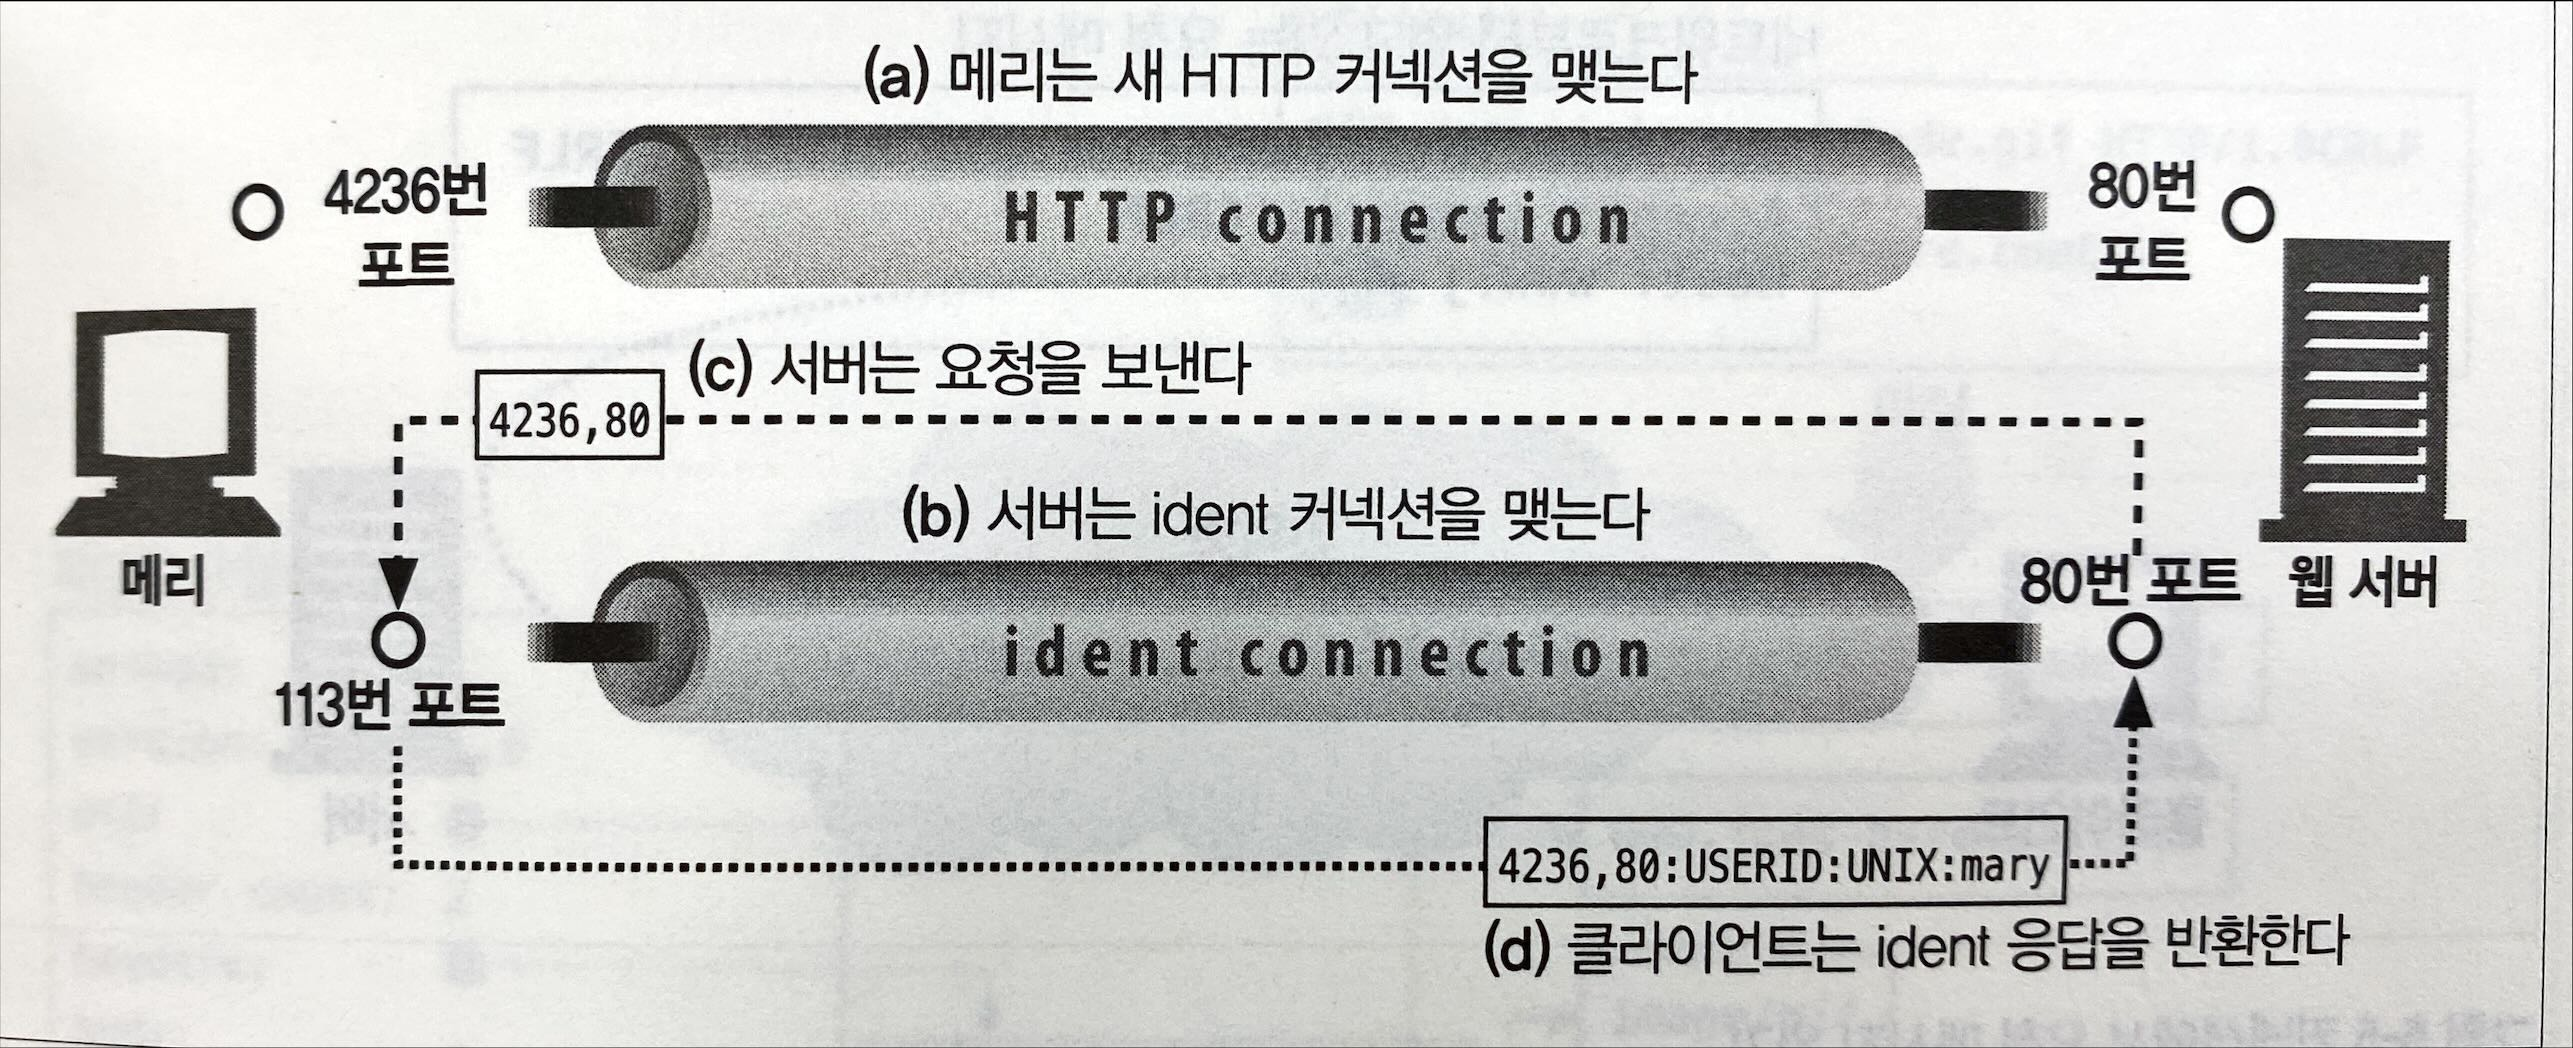 (a) 메리는 새 HTTP 커넥션을 맺는다
4236번
포트
HTTP connection
80번
포트
(c) 서버는 요청을 보낸다
4236,80
(b) 서버는 ident 커넥션을 맺는다
메리
80번 포트
웹 서버
ident connection
113번 포트
4236,80:USERID:UNIX:mary
(d) 클라이언트는 ident 응답을 반환한다